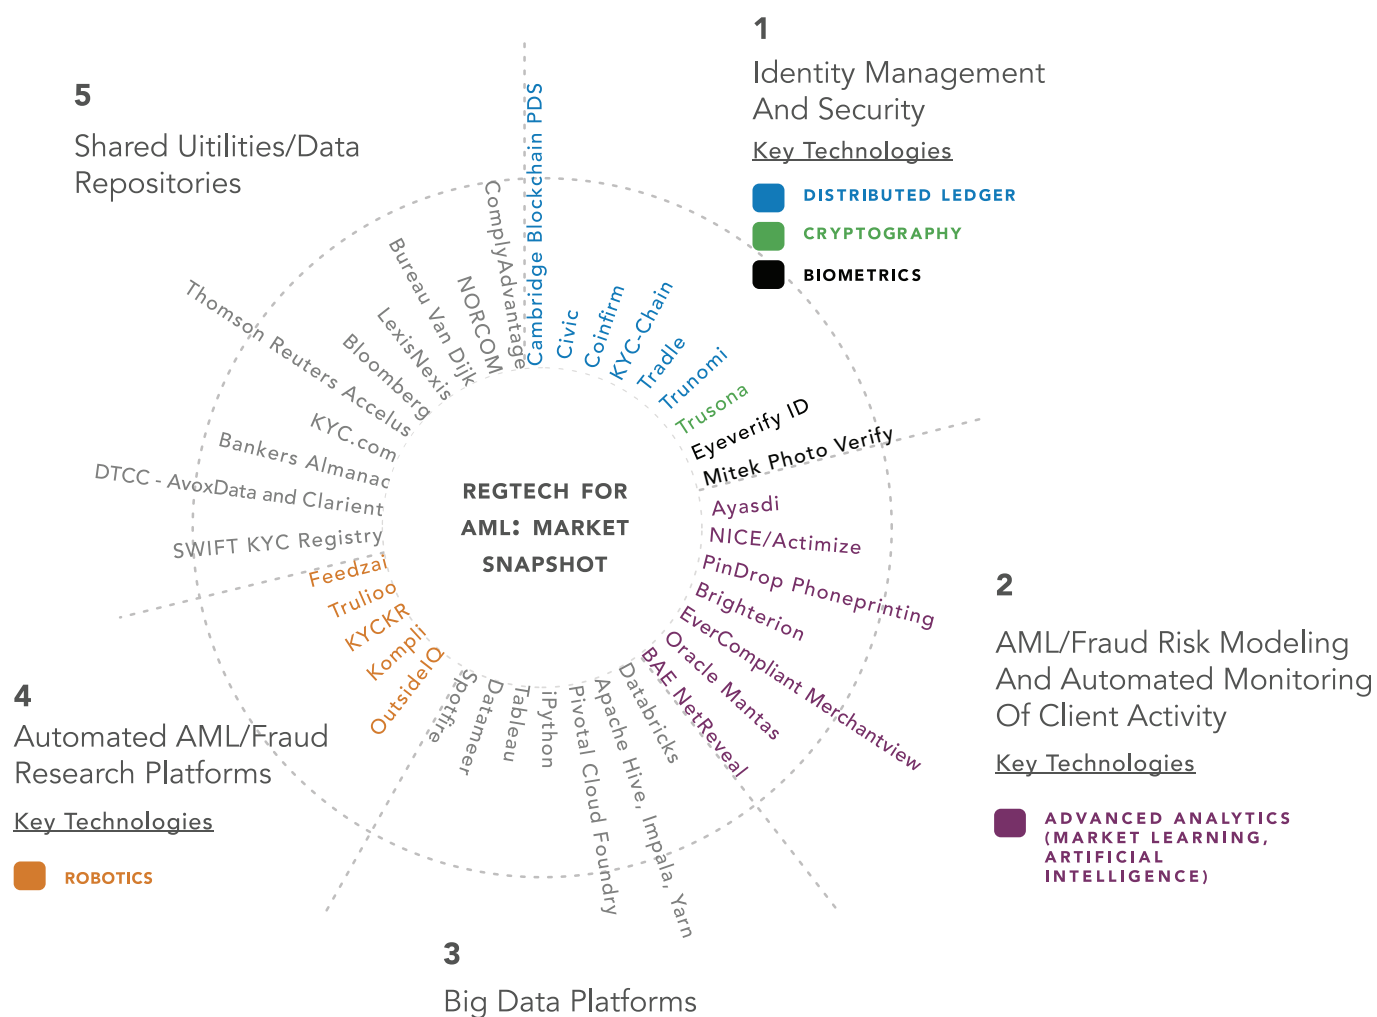 1
Identity Management
And Security
Key Technologies
DISTRIBUTED LEDGER
CRYPTOGRAPHY
BIOMETRICS
5
Shared Uitilities/Data
Repositories
Cambridge Blockchain PDS
Civic
Coinfirm
KYC-Chain
Tradle
Trunomi
Trusona
Eyeverify ID
Mitek Photo Verify
Ayasdi
NICE/Actimize
PinDrop Phoneprinting
Brighterion
EverCompliant Merchantview
Oracle Mantas
BAE NetReveal
Databricks
Apache Hive, Impala, Yarn
Pivotal Cloud Foundry
iPython
Tableau
Datameer
Spotfire
OutsideIQ
Kompli
KYCKR
Trulioo
Feedzai
SWIFT KYC Registry
DTCC - AvoxData and Clarient
Bankers Almanac
KYC.com
Thomson Reuters Accelus
Bloomberg
LexisNexis
Bureau Van Dijk
NORCOM
ComplyAdvantage
REGTECH FOR
AML: MARKET
SNAPSHOT
2
AML/Fraud Risk Modeling
And Automated Monitoring
Of Client Activity
Key Technologies
ADVANCED ANALYTICS
(MARKET LEARNING,
ARTIFICIAL
INTELLIGENCE)
4
Automated AML/Fraud
Research Platforms
Key Technologies
ROBOTICS
3
Big Data Platforms